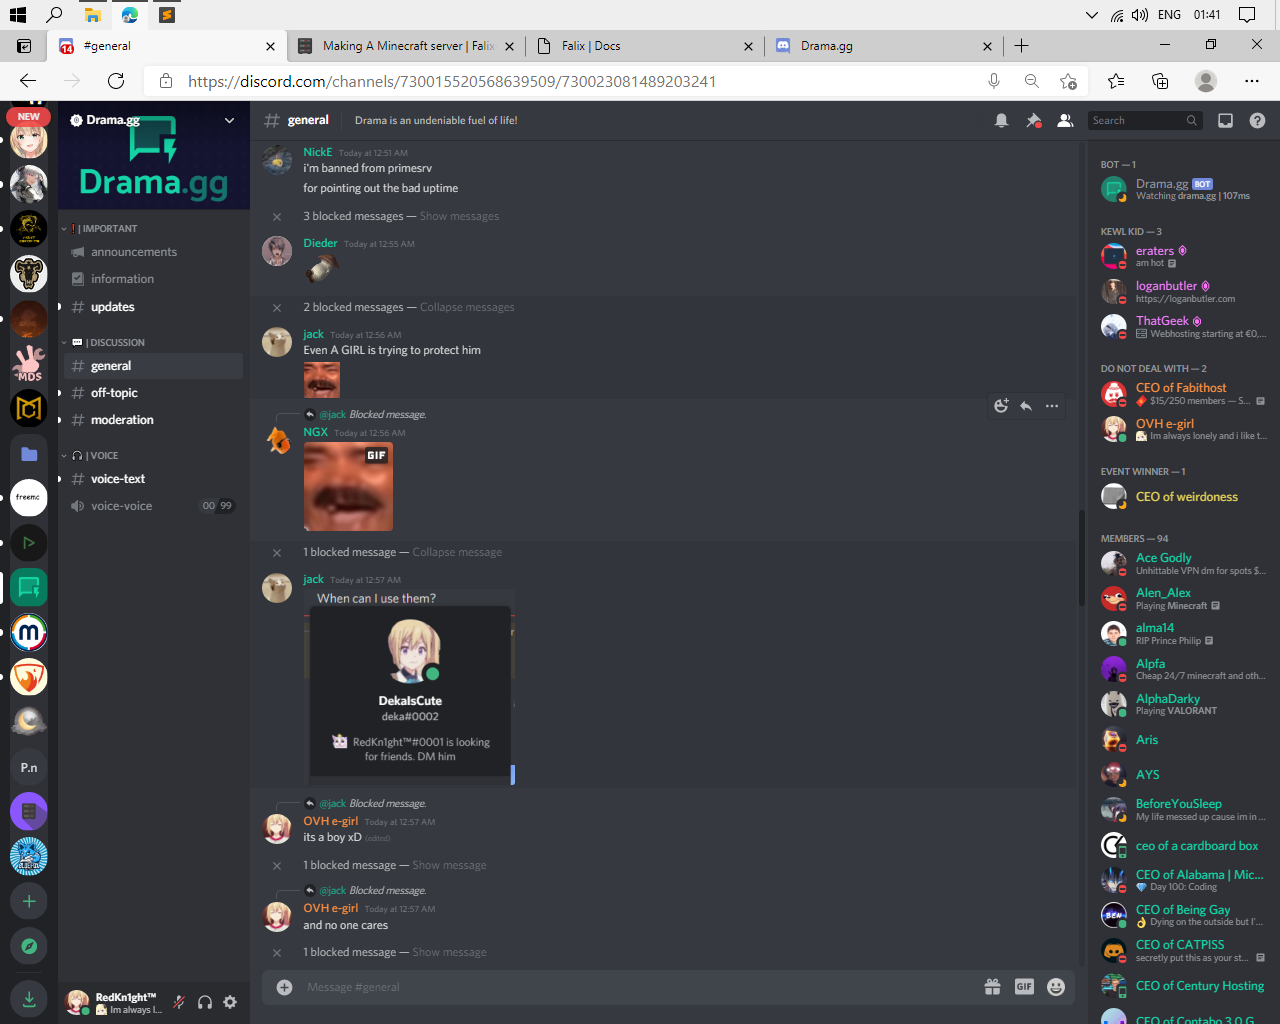 ENG
01:41
14
#general
Making A Minecraft server | Falix
Falix | Docs
Drama.gg
https://discord.com/channels/730015520568639509/730023081489203241
NEW
MDS
freemc
P.n
Drama.gg
Drama.gg
| IMPORTANT
announcements
information
updates
| DISCUSSION
general
off-topic
moderation
| VOICE
voice-text
voice-voice
00 99
RedKn1ght™
Im always l...
general
Drama is an undeniable fuel of life!
Search
NickE Today at 12:51 AM
i'm banned from primesrv
for pointing out the bad uptime
3 blocked messages — Show messages
Dieder Today at 12:55 AM
2 blocked messages — Collapse messages
jack Today at 12:56 AM
Even A GIRL is trying to protect him
@jack Blocked message.
NGX Today at 12:56 AM
GIF
1 blocked message — Collapse message
jack Today at 12:57 AM
When can I use them?
DekaIsCute
deka#0002
RedKn1ght™#0001 is looking
for friends. DM him
@jack Blocked message.
OVH e-girl Today at 12:57 AM
its a boy xD (edited)
1 blocked message — Show message
@jack Blocked message.
OVH e-girl Today at 12:57 AM
and no one cares
1 blocked message — Show message
Message #general
GIF
BOT — 1
Drama.gg BOT
Watching drama.gg | 107ms
KEWL KID — 3
eraters
am hot
loganbutler
https://loganbutler.com
ThatGeek
Webhosting starting at €0,...
DO NOT DEAL WITH — 2
CEO of Fabithost
$15/250 members — S...
OVH e-girl
Im always lonely and i like t...
EVENT WINNER — 1
CEO of weirdoness
MEMBERS — 94
Ace Godly
Unhittable VPN dm for spots $...
Alen_Alex
Playing Minecraft
alma14
RIP Prince Philip
Alpfa
Cheap 24/7 minecraft and oth...
AlphaDarky
Playing VALORANT
Aris
AYS
BeforeYouSleep
My life messed up cause im in ...
ceo of a cardboard box
CEO of Alabama | Mic...
Day 100: Coding
CEO of Being Gay
Dying on the outside but I'...
CEO of CATPISS
secretly put this as your st...
CEO of Century Hosting
CEO of Contabo 3.0 G